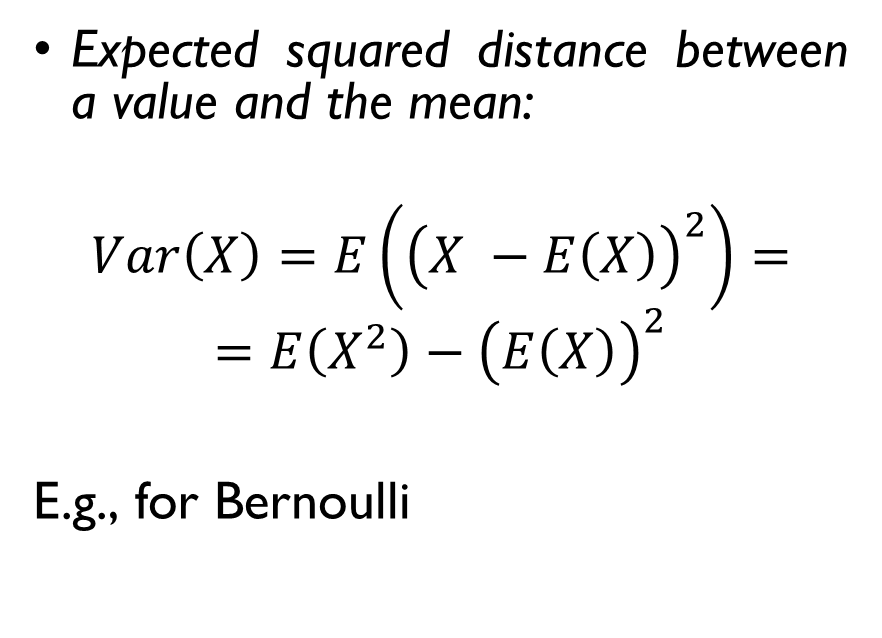 • Expected squared distance between
a value and the mean:
Var(X) = E((X − E(X))²) =
= E(X²) − (E(X))²
E.g., for Bernoulli